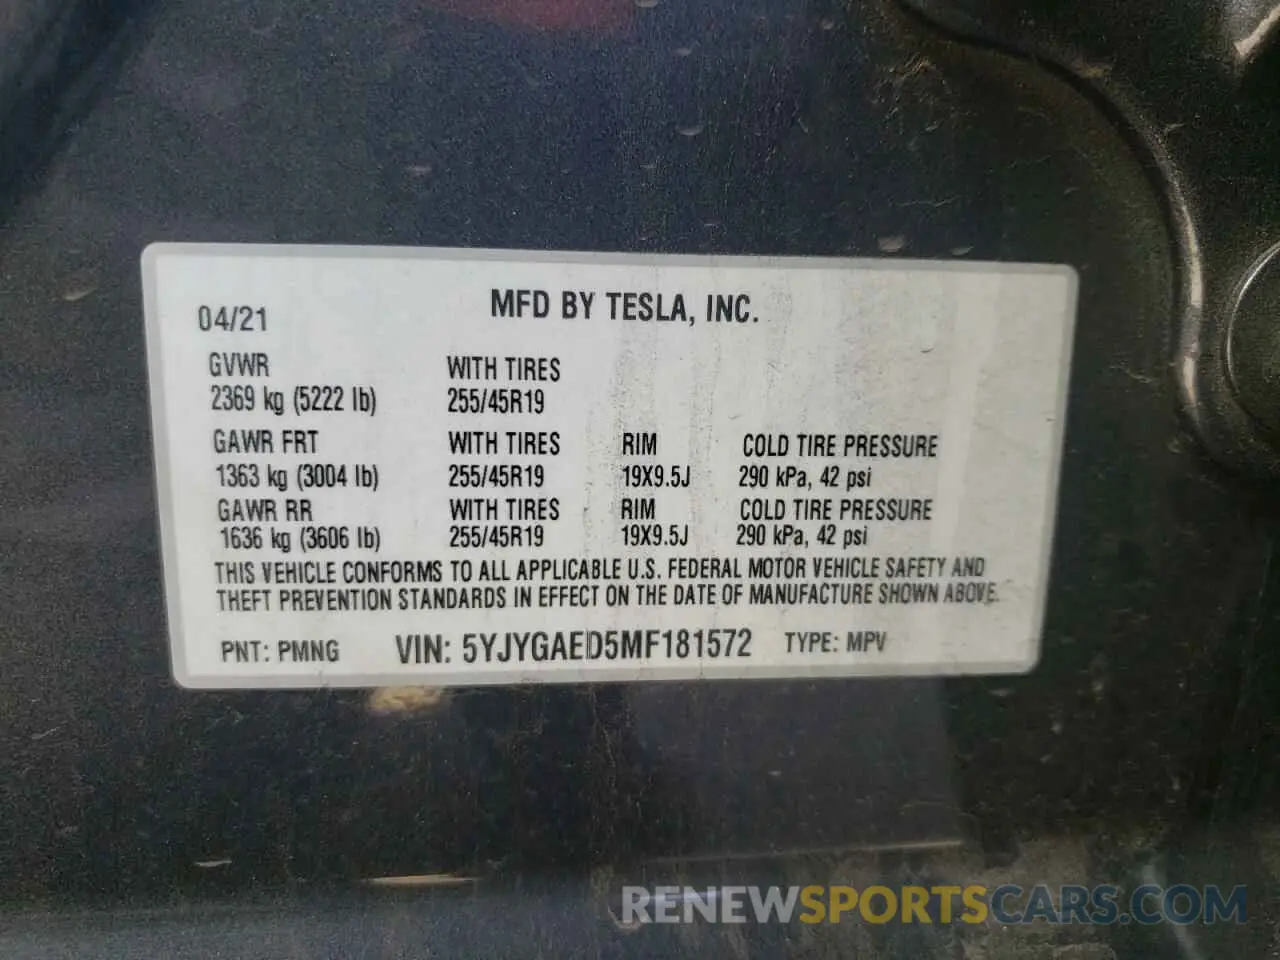 04/21 MFD BY TESLA, INC.
GVWR WITH TIRES
2369 kg (5222 lb) 255/45R19
GAWR FRT WITH TIRES RIM COLD TIRE PRESSURE
1363 kg (3004 lb) 255/45R19 19X9.5J 290 kPa, 42 psi
GAWR RR WITH TIRES RIM COLD TIRE PRESSURE
1636 kg (3606 lb) 255/45R19 19X9.5J 290 kPa, 42 psi
THIS VEHICLE CONFORMS TO ALL APPLICABLE U.S. FEDERAL MOTOR VEHICLE SAFETY AND
THEFT PREVENTION STANDARDS IN EFFECT ON THE DATE OF MANUFACTURE SHOWN ABOVE.
PNT: PMNG VIN: 5YJYGAED5MF181572 TYPE: MPV
RENEWSPORTSCARS.COM